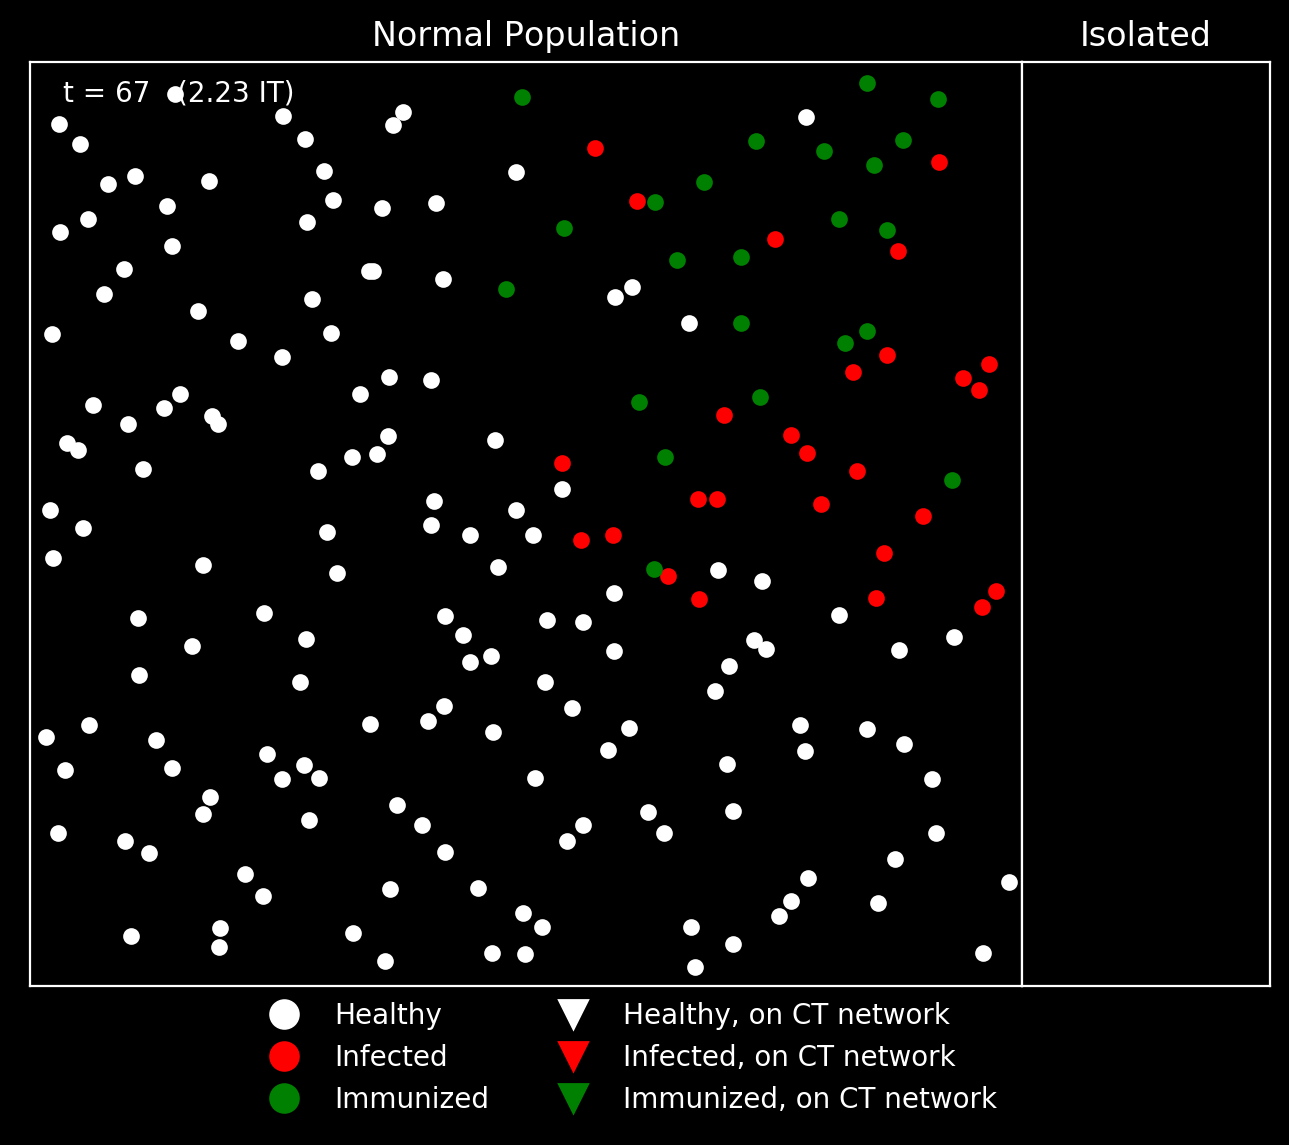 Normal Population
Isolated
t = 67 (2.23 IT)
Healthy
Infected
Immunized
Healthy, on CT network
Infected, on CT network
Immunized, on CT network